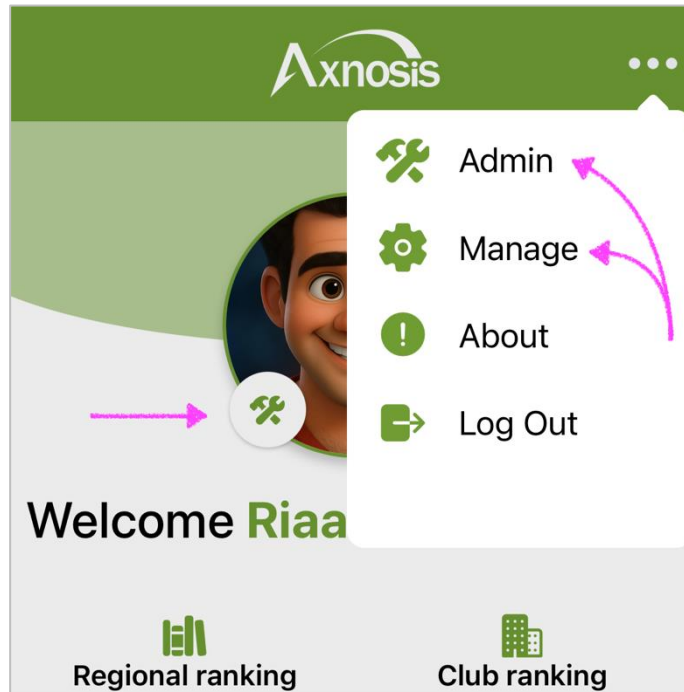 Axnosis
Admin
Manage
About
Log Out
Welcome Riaa
Regional ranking
Club ranking